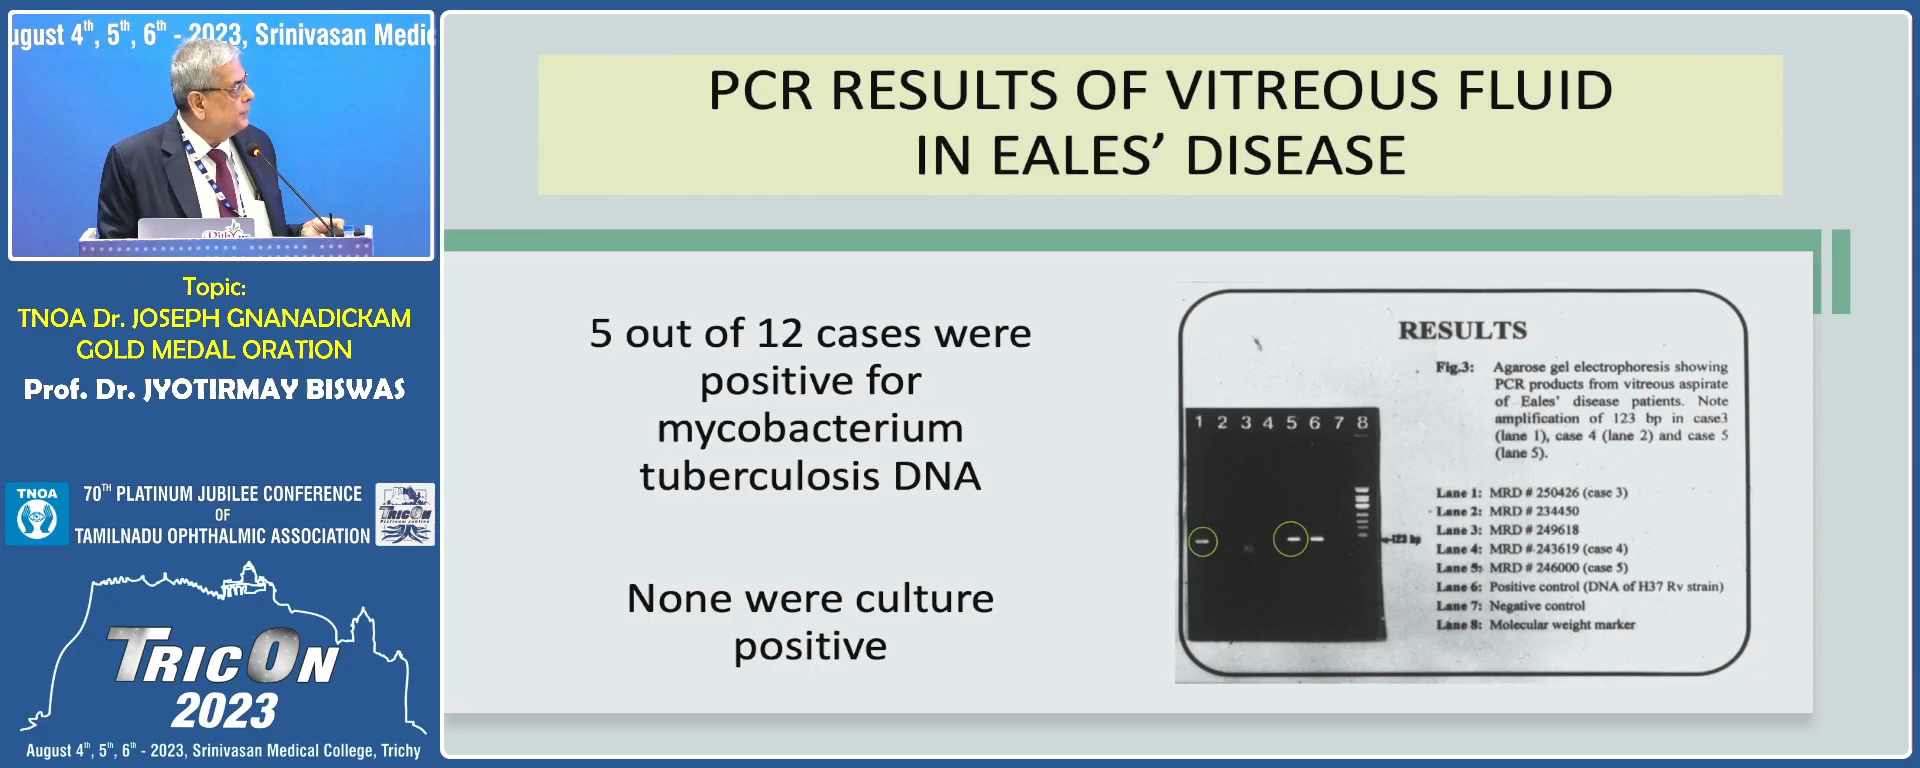 ugust 4th, 5th, 6th - 2023, Srinivasan Medic
Topic:
TNOA Dr. JOSEPH GNANADICKAM
GOLD MEDAL ORATION
Prof. Dr. JYOTIRMAY BISWAS
TNOA
70TH PLATINUM JUBILEE CONFERENCE
OF
TAMILNADU OPHTHALMIC ASSOCIATION
TRICON
Platinum Jubilee
TRICON
2023
August 4th, 5th, 6th - 2023, Srinivasan Medical College, Trichy
PCR RESULTS OF VITREOUS FLUID
IN EALES’ DISEASE
5 out of 12 cases were
positive for
mycobacterium
tuberculosis DNA
None were culture
positive
RESULTS
Fig.3: Agarose gel electrophoresis showing
PCR products from vitreous aspirate
of Eales’ disease patients. Note
amplification of 123 bp in case3
(lane 1), case 4 (lane 2) and case 5
(lane 5).
1 2 3 4 5 6 7 8
123 bp
Lane 1: MRD # 250426 (case 3)
Lane 2: MRD # 234450
Lane 3: MRD # 249618
Lane 4: MRD # 243619 (case 4)
Lane 5: MRD # 246000 (case 5)
Lane 6: Positive control (DNA of H37 Rv strain)
Lane 7: Negative control
Lane 8: Molecular weight marker